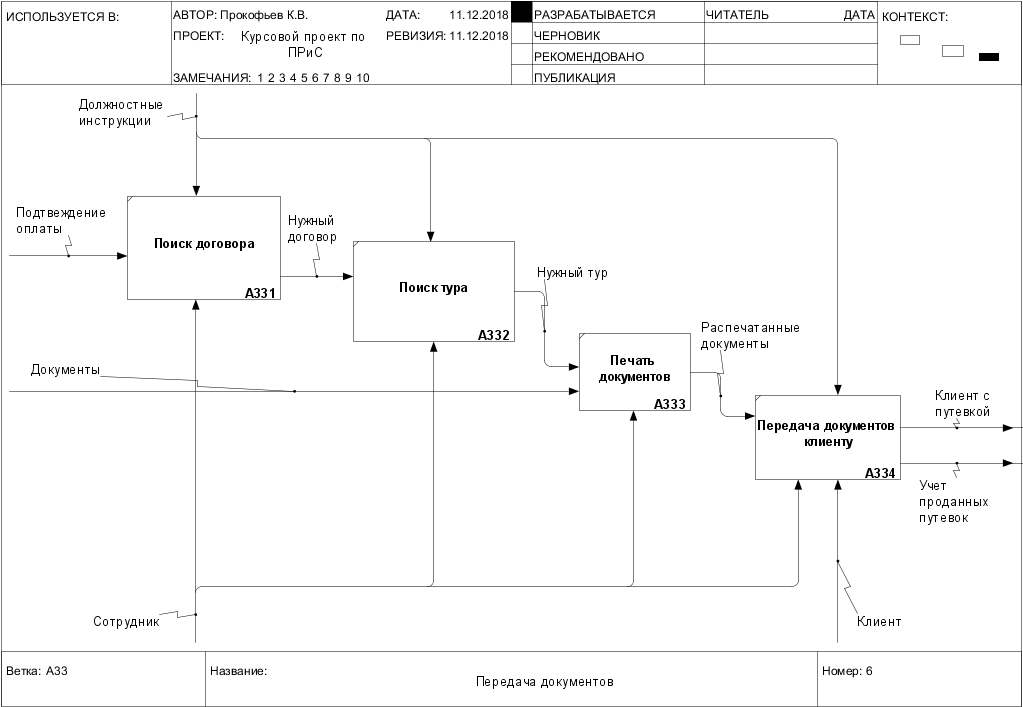 ИСПОЛЬЗУЕТСЯ В:
АВТОР: Прокофьев К.В.
ДАТА: 11.12.2018
РАЗРАБАТЫВАЕТСЯ
ЧИТАТЕЛЬ
ДАТА
КОНТЕКСТ:
ПРОЕКТ: Курсовой проект по
ПРиС
РЕВИЗИЯ: 11.12.2018
ЧЕРНОВИК
РЕКОМЕНДОВАНО
ЗАМЕЧАНИЯ: 1 2 3 4 5 6 7 8 9 10
ПУБЛИКАЦИЯ
Должностные
инструкции
Подтвеждение
оплаты
Поиск договора
A331
Нужный
договор
Поиск тура
A332
Нужный тур
Документы
Печать
документов
A333
Распечатанные
документы
Передача документов
клиенту
A334
Клиент с
путевкой
Учет
проданных
путевок
Сотрудник
Клиент
Ветка: A33
Название:
Передача документов
Номер: 6